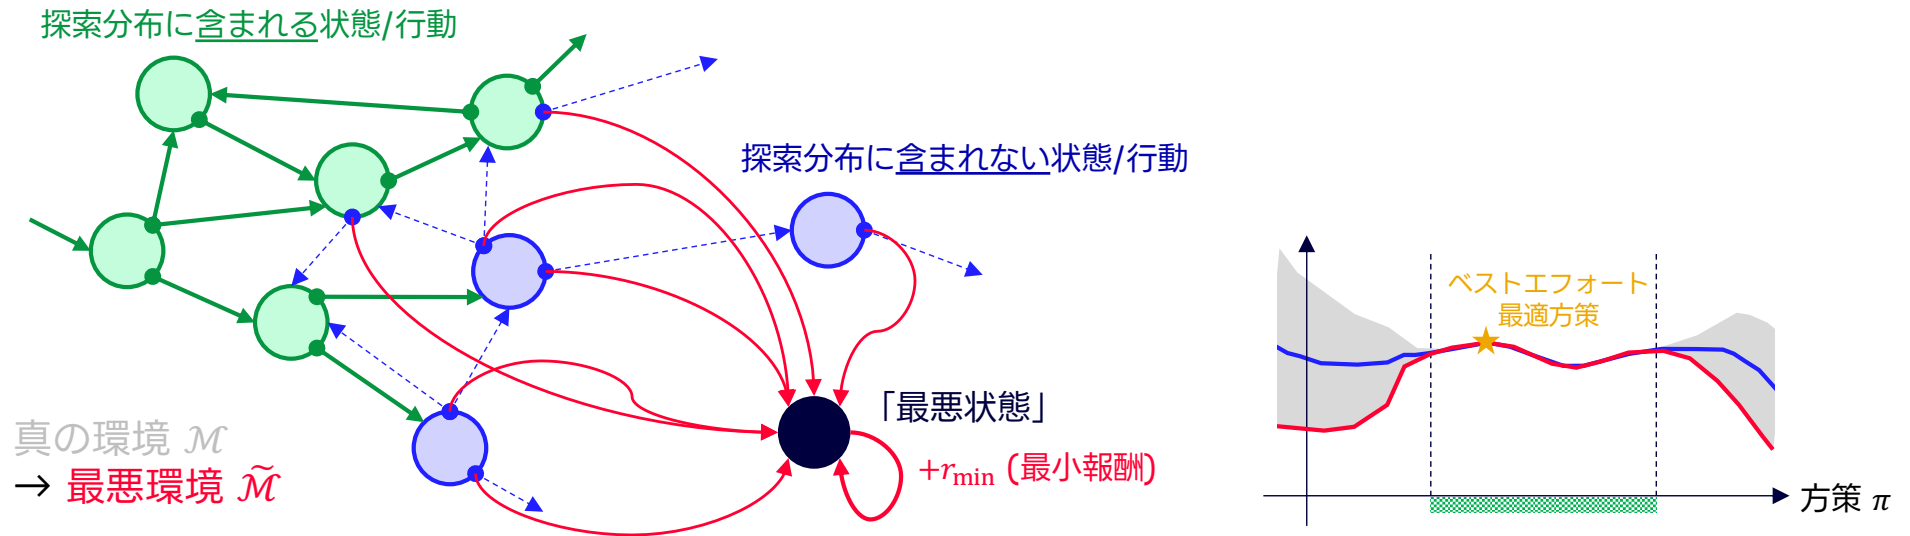 探索分布に含まれる状態/行動
探索分布に含まれない状態/行動
「最悪状態」
+r_min (最小報酬)
真の環境 ℳ
→ 最悪環境 ℳ̃
ベストエフォート
最適方策
方策 π